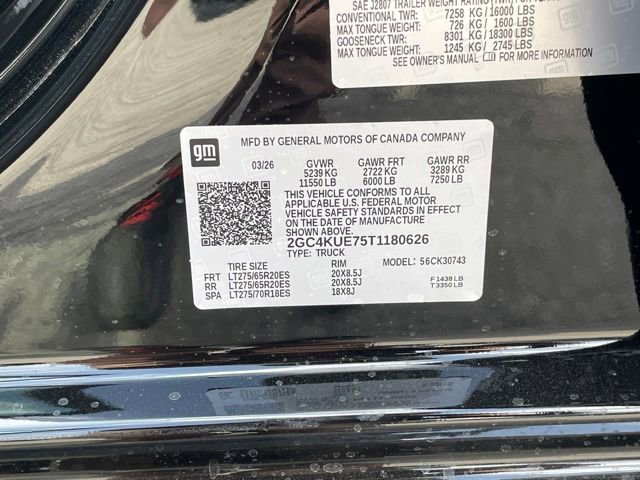 SAE J2807 TRAILER WEIGHT RATING (TWR)
CONVENTIONAL TWR: 7258 KG / 16000 LBS
MAX TONGUE WEIGHT: 726 KG / 1600 LBS
GOOSENECK TWR: 8301 KG / 18300 LBS
MAX TONGUE WEIGHT: 1245 KG / 2745 LBS
SEE OWNER'S MANUAL FOR MORE INFORMATION
gm
MFD BY GENERAL MOTORS OF CANADA COMPANY
03/26 GVWR GAWR FRT GAWR RR
5239 KG 2722 KG 3289 KG
11550 LB 6000 LB 7250 LB
THIS VEHICLE CONFORMS TO ALL
APPLICABLE U.S. FEDERAL MOTOR
VEHICLE SAFETY STANDARDS IN EFFECT
ON THE DATE OF MANUFACTURE
SHOWN ABOVE.
2GC4KUE75T1180626
TYPE: TRUCK
MODEL: 56CK30743
TIRE SIZE RIM
FRT LT275/65R20ES 20X8.5J
RR LT275/65R20ES 20X8.5J
SPA LT275/70R18ES 18X8J
F 1438 LB
T 3350 LB